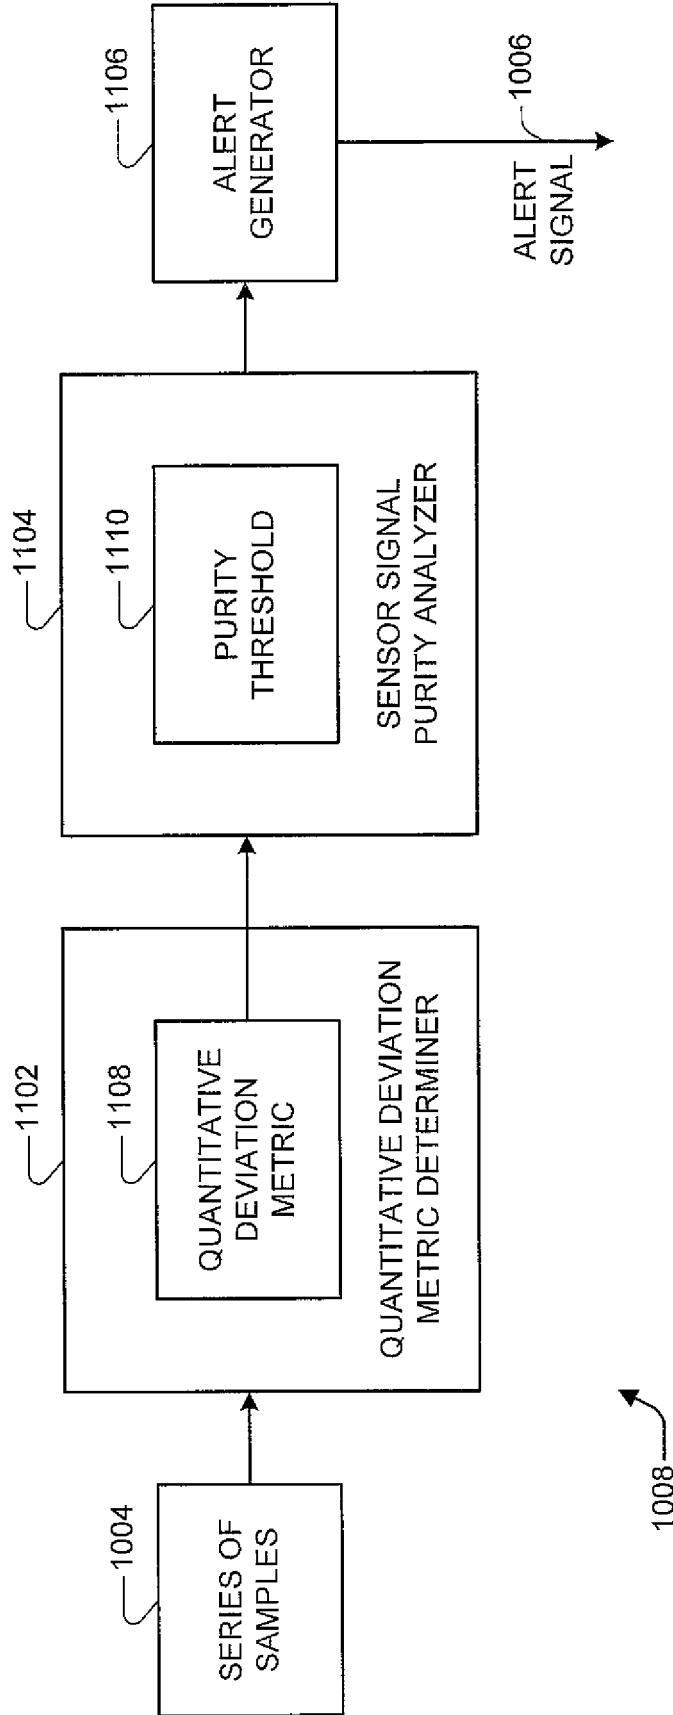 1004
SERIES OF
SAMPLES
1102
1108
QUANTITATIVE
DEVIATION
METRIC
QUANTITATIVE DEVIATION
METRIC DETERMINER
1104
1110
PURITY
THRESHOLD
SENSOR SIGNAL
PURITY ANALYZER
1106
ALERT
GENERATOR
ALERT
SIGNAL
1006
1008